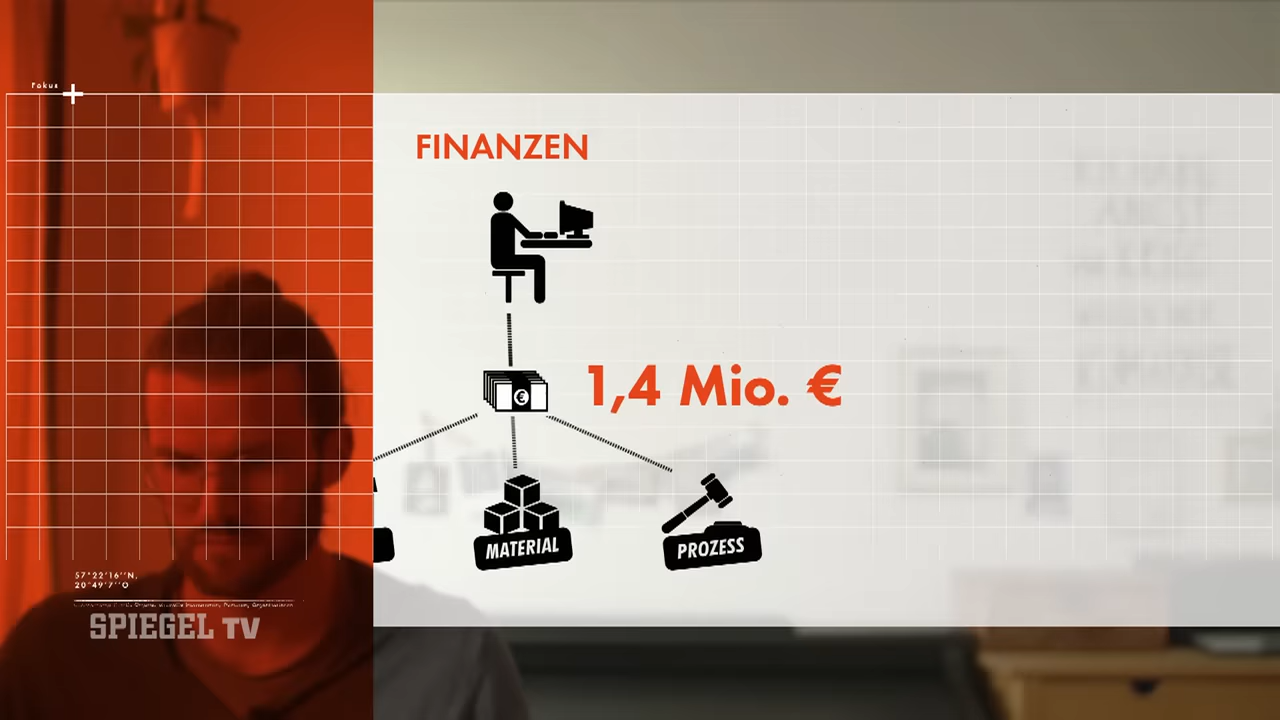 Fokus
FINANZEN
1,4 Mio. €
MATERIAL
PROZESS
57°22'16''N,
20°49'7''O
SPIEGEL TV